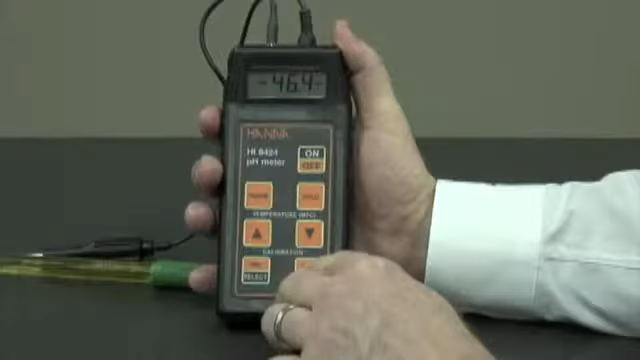 -46.4
HANNA
HI 8424
pH meter
ON
OFF
RANGE
HOLD
TEMPERATURE (MTC)
▲ ▼
CALIBRATION
SELECT